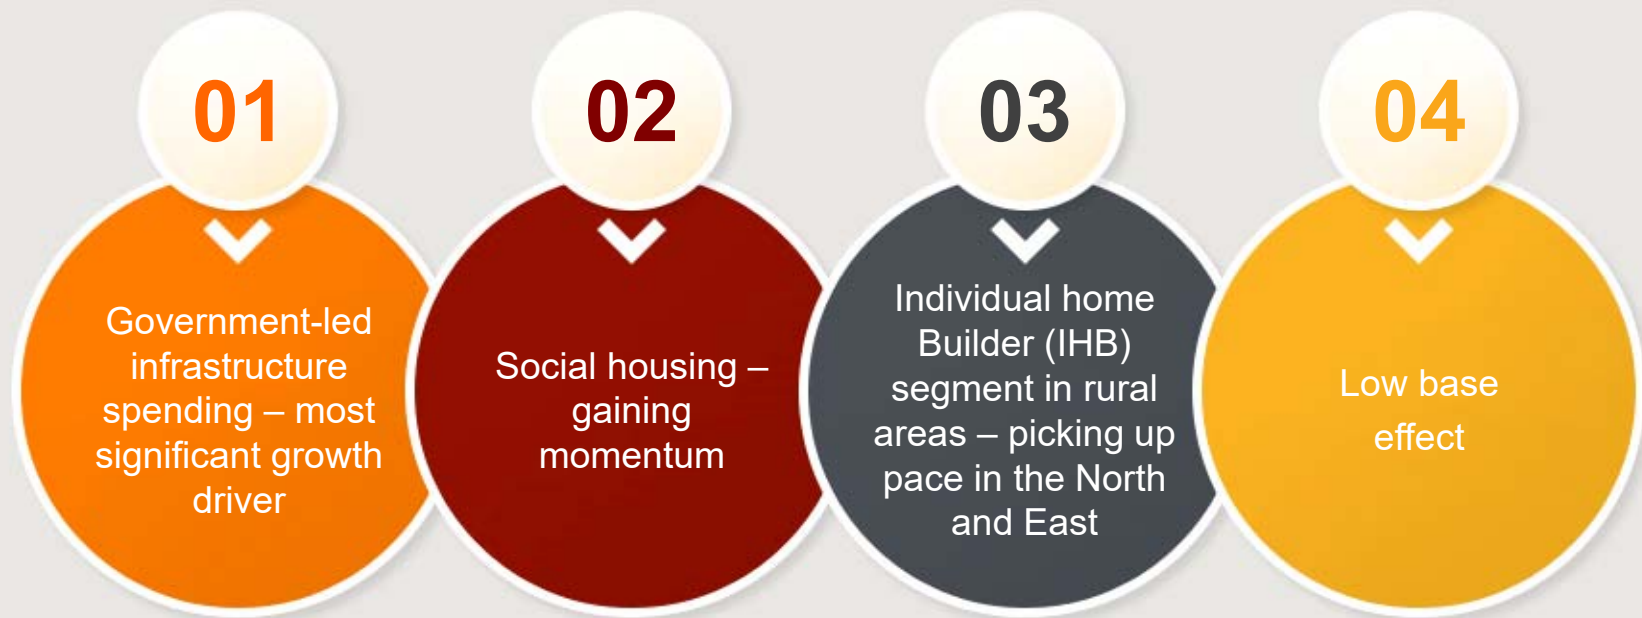 01
Government-led
infrastructure
spending – most
significant growth
driver
02
Social housing –
gaining
momentum
03
Individual home
Builder (IHB)
segment in rural
areas – picking up
pace in the North
and East
04
Low base
effect